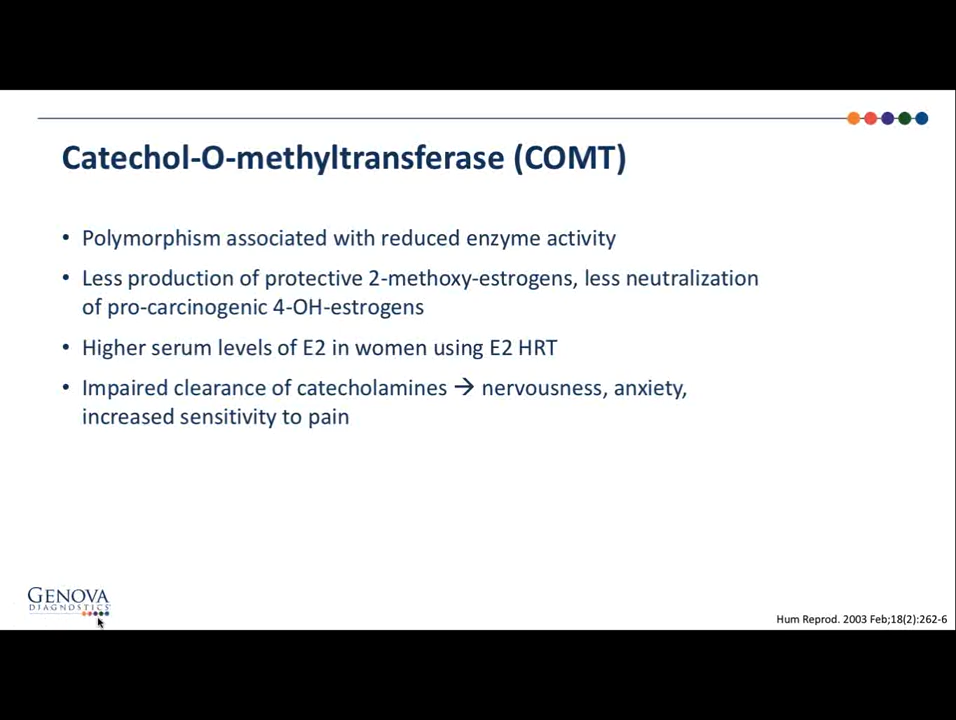 Catechol-O-methyltransferase (COMT)
• Polymorphism associated with reduced enzyme activity
• Less production of protective 2-methoxy-estrogens, less neutralization
of pro-carcinogenic 4-OH-estrogens
• Higher serum levels of E2 in women using E2 HRT
• Impaired clearance of catecholamines → nervousness, anxiety,
increased sensitivity to pain
GENOVA
DIAGNOSTICS
Hum Reprod. 2003 Feb;18(2):262-6